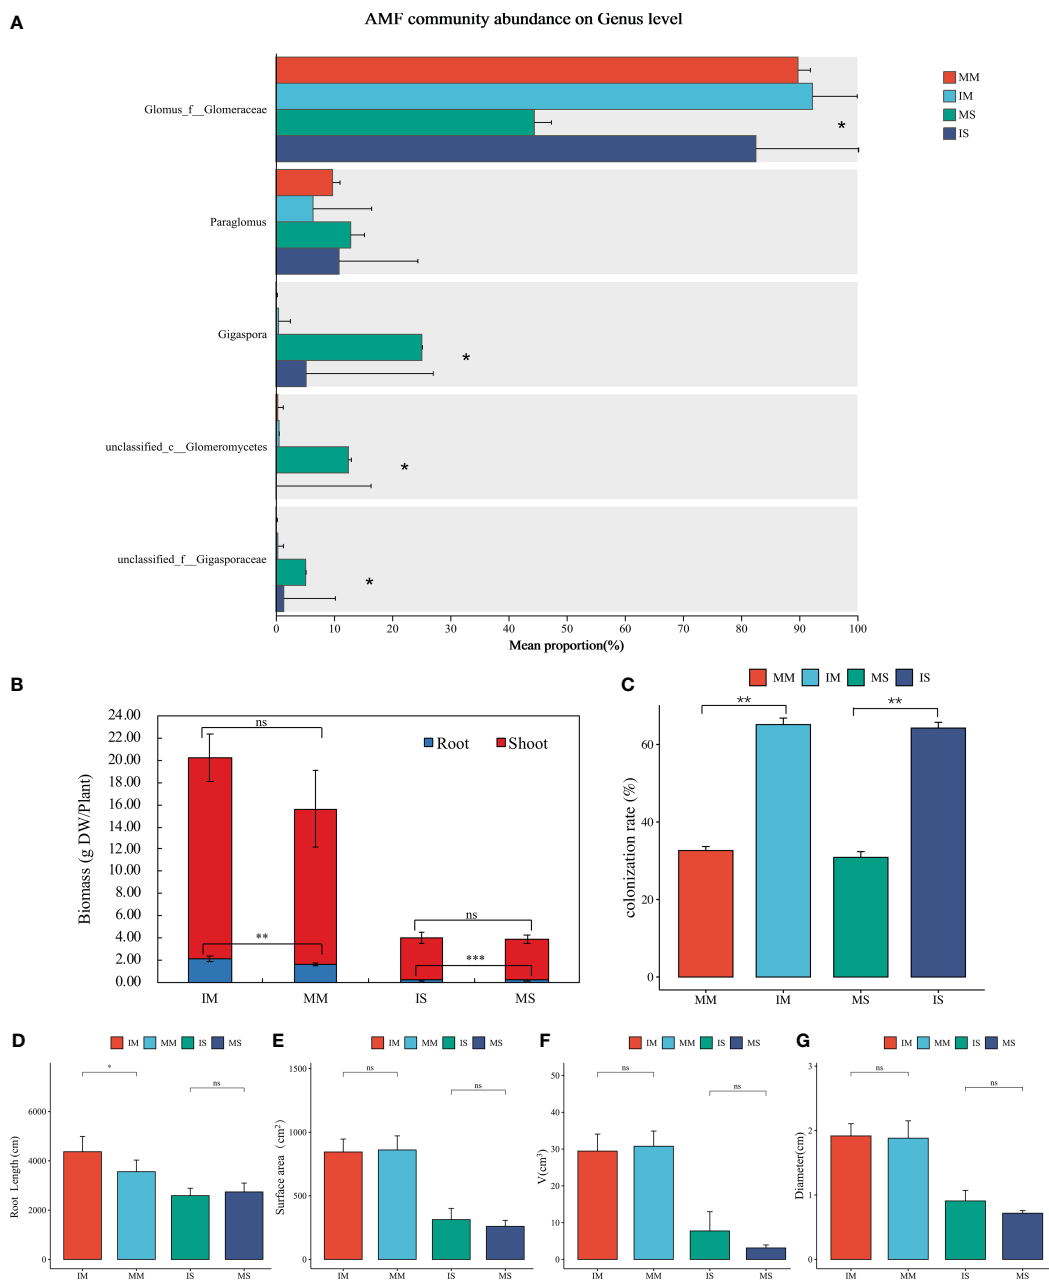 A
AMF community abundance on Genus level
MM
IM
MS
IS
Glomus_f__Glomeraceae
*
Paraglomus
Gigaspora
*
unclassified_c__Glomeromycetes
*
unclassified_f__Gigasporaceae
*
0 10 20 30 40 50 60 70 80 90 100
Mean proportion(%)
B
24.00
22.00
20.00
18.00
16.00
14.00
12.00
10.00
8.00
6.00
4.00
2.00
0.00
Biomass (g DW/Plant)
ns
Root Shoot
**
ns
***
IM MM IS MS
C
MM IM MS IS
** **
60
40
20
0
colonization rate (%)
MM IM MS IS
D
IM MM IS MS
*
ns
6000
4000
2000
0
Root Length (cm)
IM MM IS MS
E
IM MM IS MS
ns
ns
1500
1000
500
0
Surface area (cm²)
IM MM IS MS
F
IM MM IS MS
ns
ns
50
40
30
20
10
0
V(cm³)
IM MM IS MS
G
IM MM IS MS
ns
ns
3
2
1
0
Diameter(cm)
IM MM IS MS